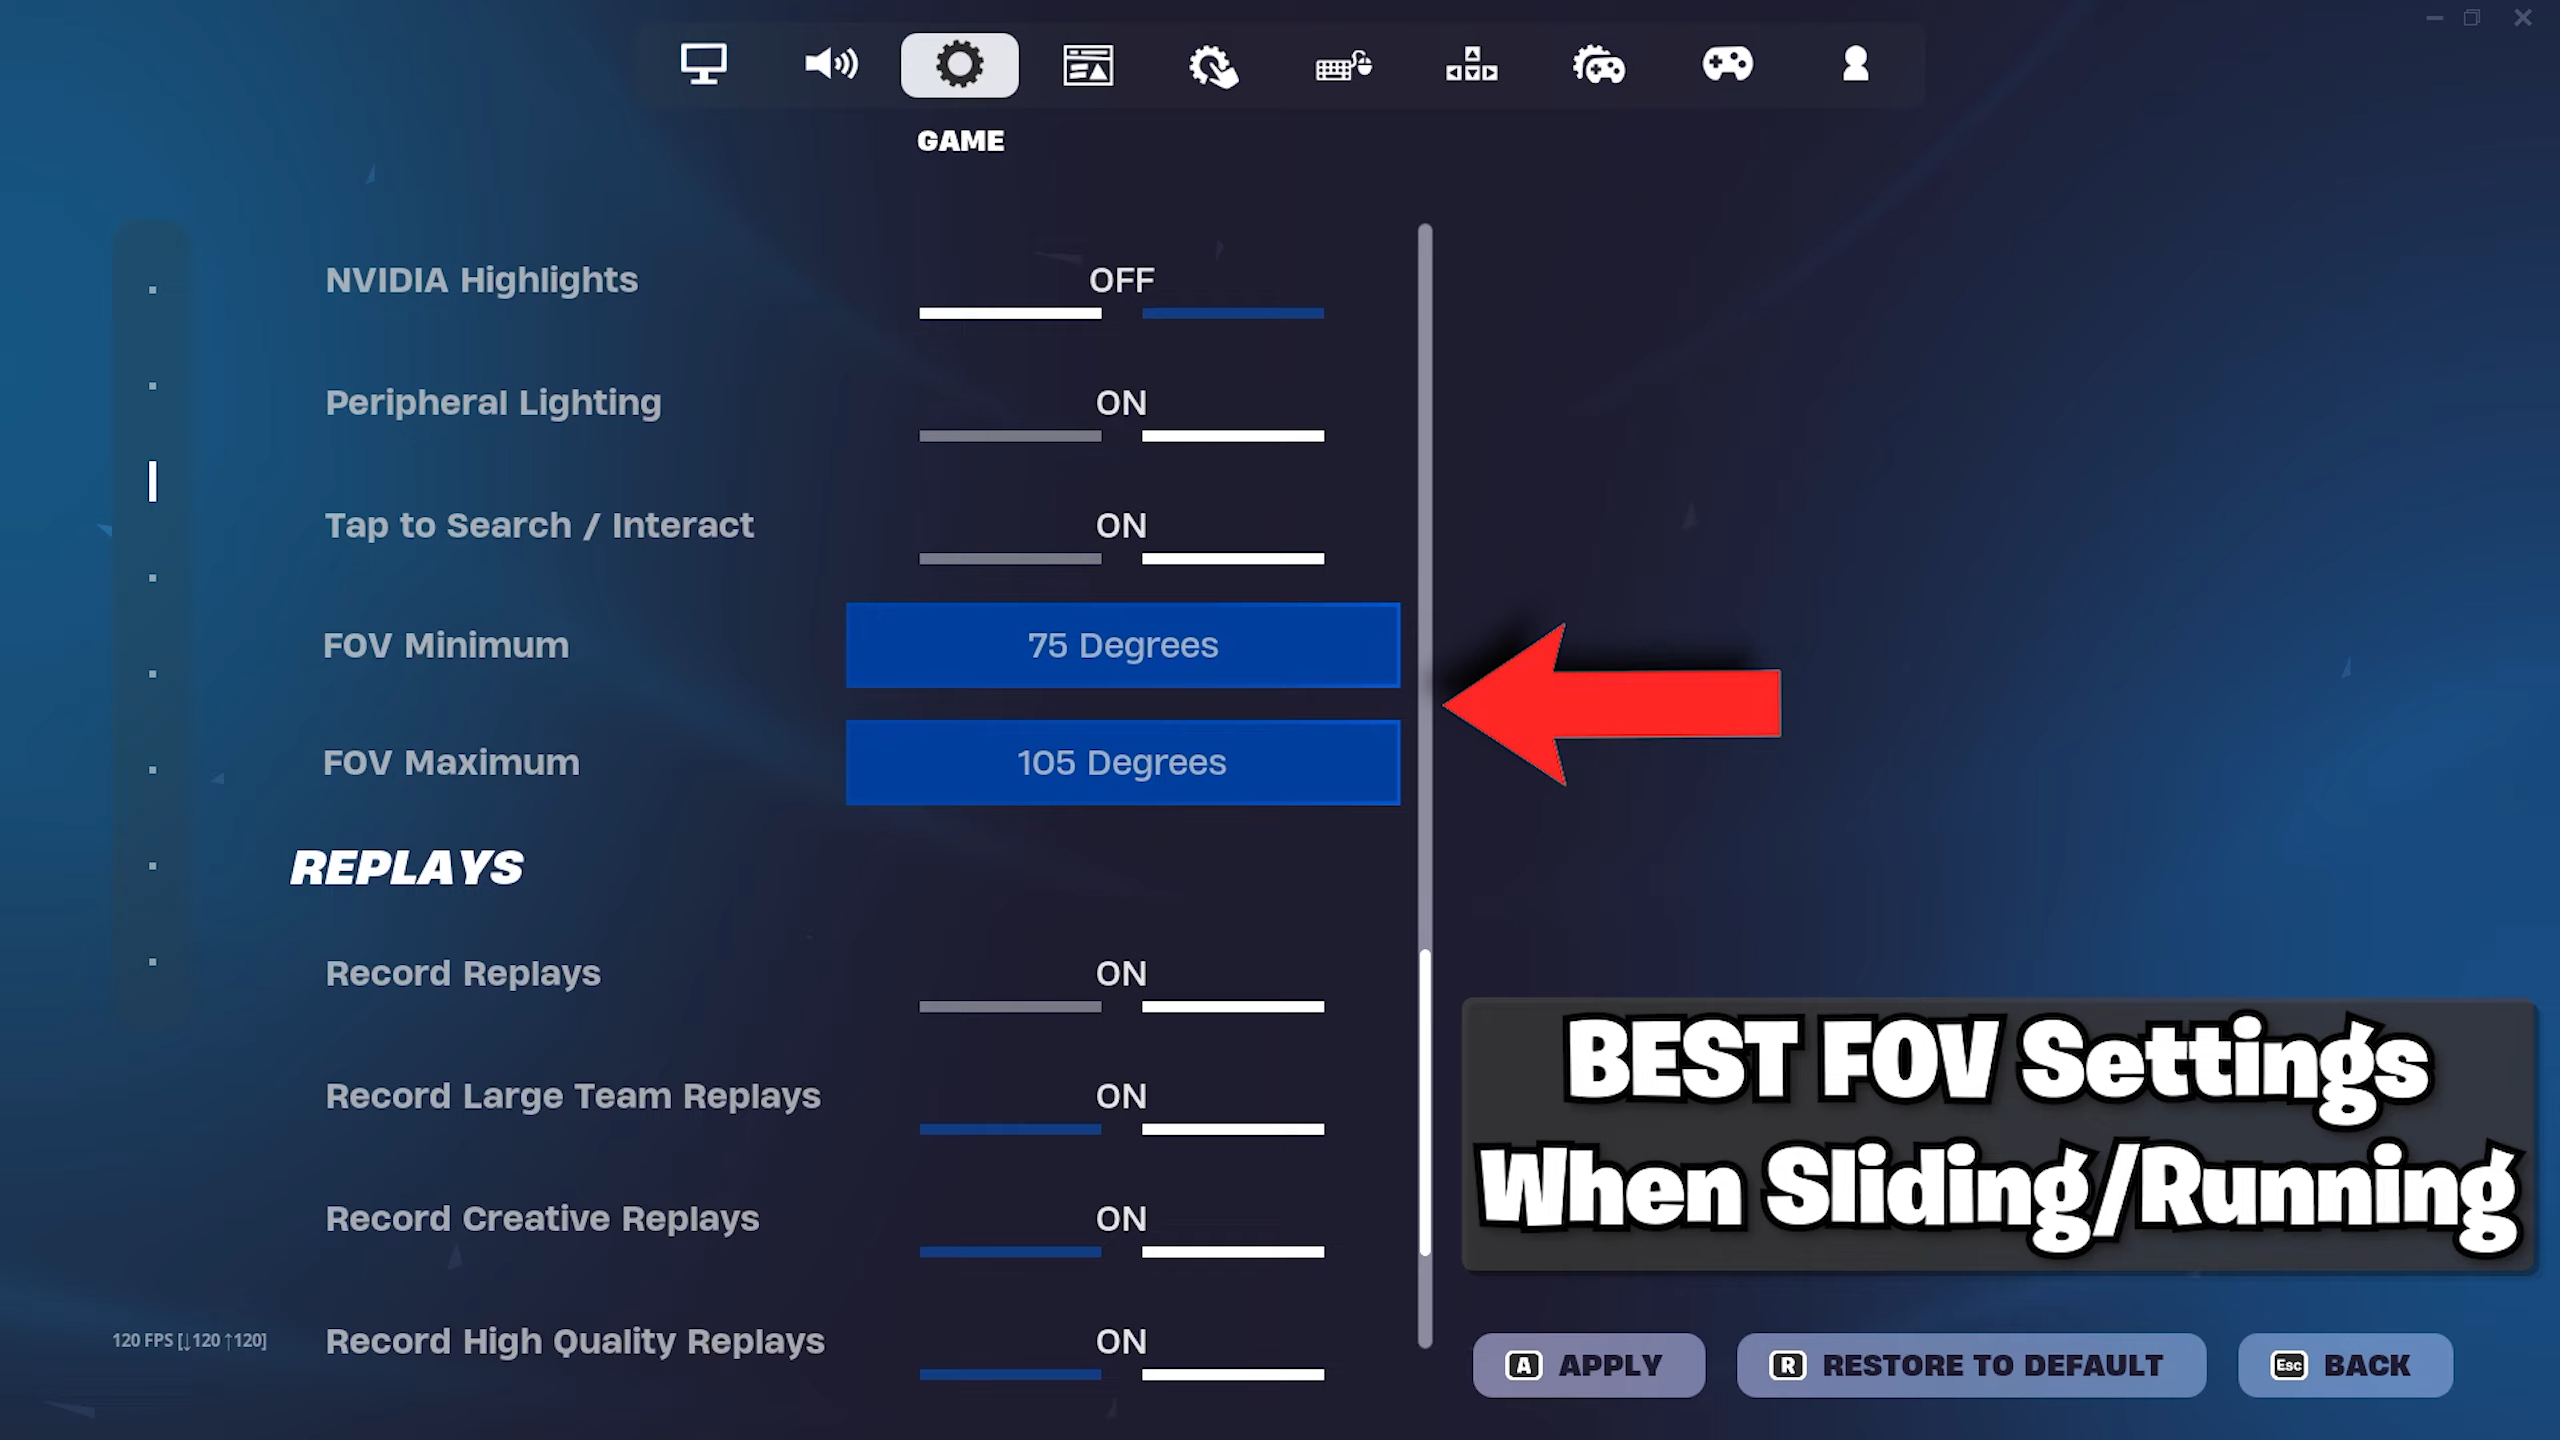 GAME
NVIDIA Highlights OFF
Peripheral Lighting ON
Tap to Search / Interact ON
FOV Minimum 75 Degrees
FOV Maximum 105 Degrees
REPLAYS
Record Replays ON
Record Large Team Replays ON
Record Creative Replays ON
Record High Quality Replays ON
BEST FOV Settings
When Sliding/Running
120 FPS [↓120 ↑120]
A APPLY
R RESTORE TO DEFAULT
Esc BACK